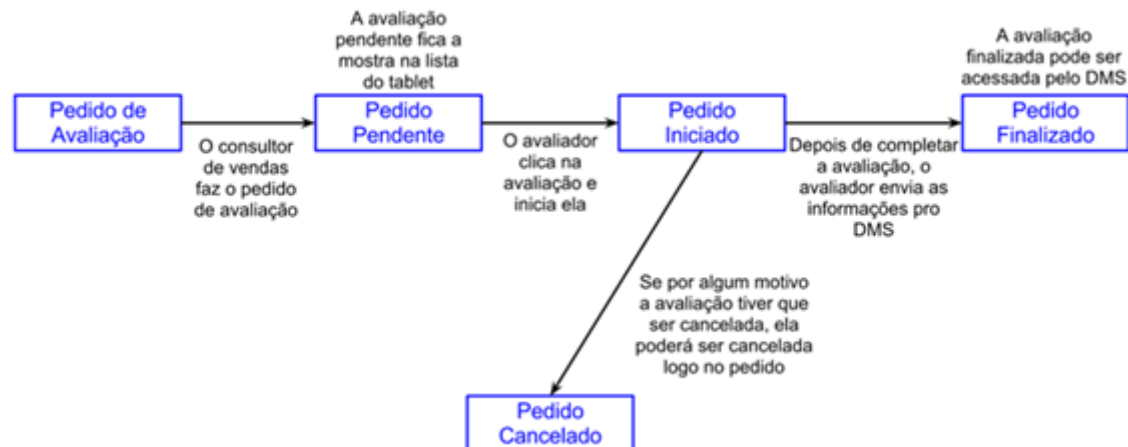 A avaliação
pendente fica a
mostra na lista
do tablet
A avaliação
finalizada pode ser
acessada pelo DMS
Pedido de
Avaliação
Pedido
Pendente
Pedido
Iniciado
Pedido
Finalizado
O consultor
de vendas
faz o pedido
de avaliação
O avaliador
clica na
avaliação e
inicia ela
Depois de completar
a avaliação, o
avaliador envia as
informações pro
DMS
Se por algum motivo
a avaliação tiver que
ser cancelada, ela
poderá ser cancelada
logo no pedido
Pedido
Cancelado